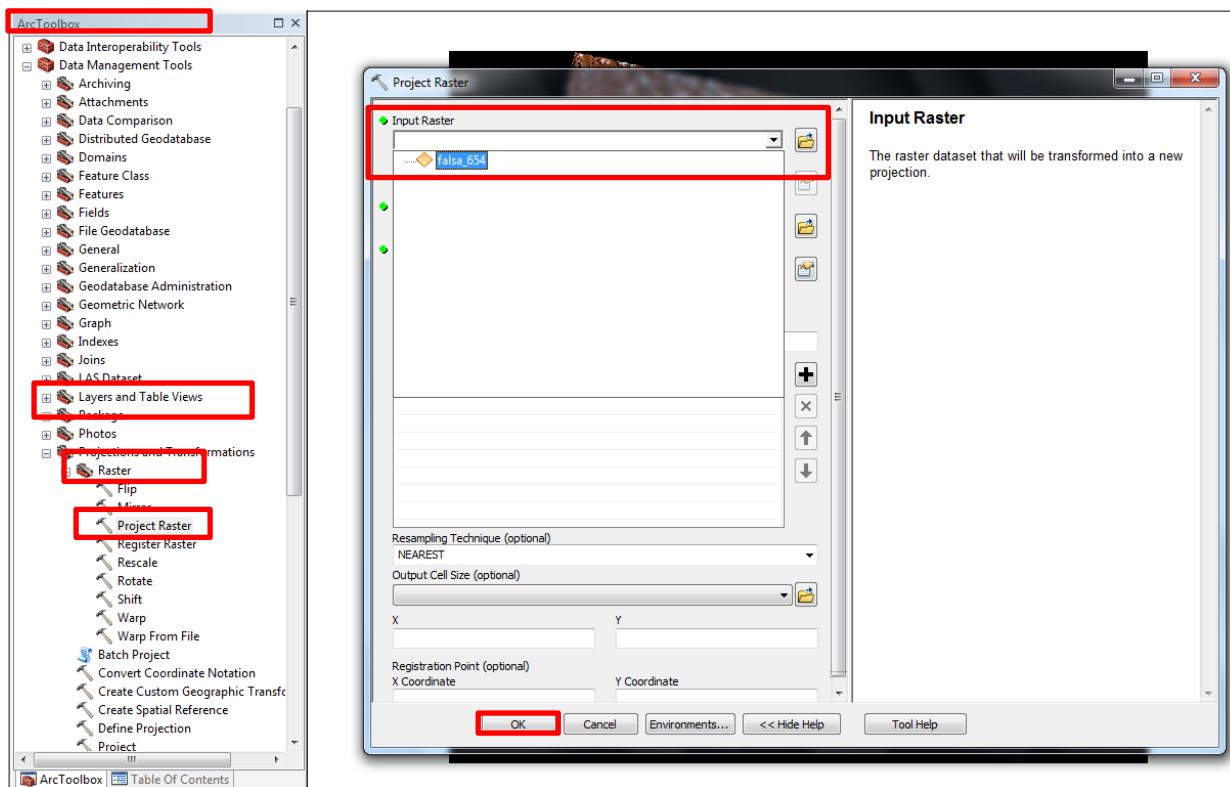 ArcToolbox
Data Interoperability Tools
Data Management Tools
Archiving
Attachments
Data Comparison
Distributed Geodatabase
Domains
Feature Class
Features
Fields
File Geodatabase
General
Generalization
Geodatabase Administration
Geometric Network
Graph
Indexes
Joins
LAS Dataset
Layers and Table Views
Package
Photos
Projections and Transformations
Raster
Flip
Mirror
Project Raster
Register Raster
Rescale
Rotate
Shift
Warp
Warp From File
Batch Project
Convert Coordinate Notation
Create Custom Geographic Transfo
Create Spatial Reference
Define Projection
Project
ArcToolbox Table Of Contents
Project Raster
Input Raster
falsa_654
Resampling Technique (optional)
NEAREST
Output Cell Size (optional)
X Y
Registration Point (optional)
X Coordinate Y Coordinate
OK Cancel Environments... << Hide Help Tool Help
Input Raster
The raster dataset that will be transformed into a new
projection.